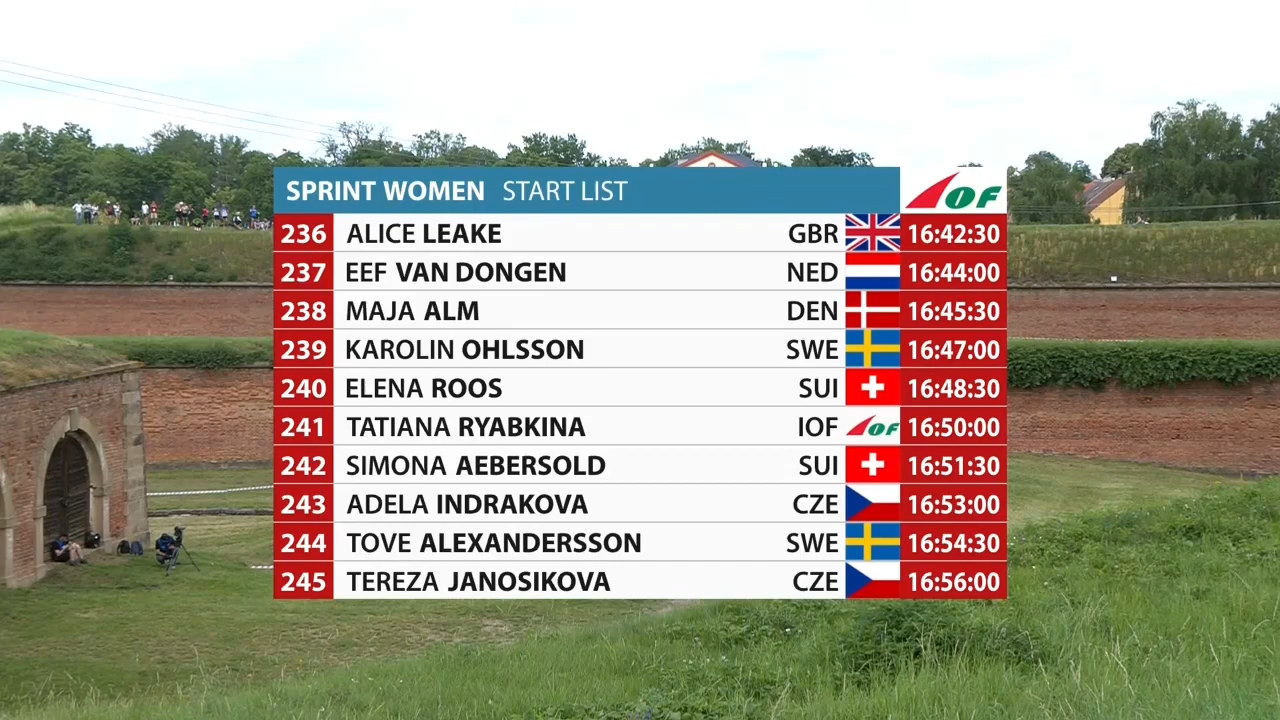 SPRINT WOMEN START LIST IOF
236 ALICE LEAKE GBR 16:42:30
237 EEF VAN DONGEN NED 16:44:00
238 MAJA ALM DEN 16:45:30
239 KAROLIN OHLSSON SWE 16:47:00
240 ELENA ROOS SUI 16:48:30
241 TATIANA RYABKINA IOF IOF 16:50:00
242 SIMONA AEBERSOLD SUI 16:51:30
243 ADELA INDRAKOVA CZE 16:53:00
244 TOVE ALEXANDERSSON SWE 16:54:30
245 TEREZA JANOSIKOVA CZE 16:56:00